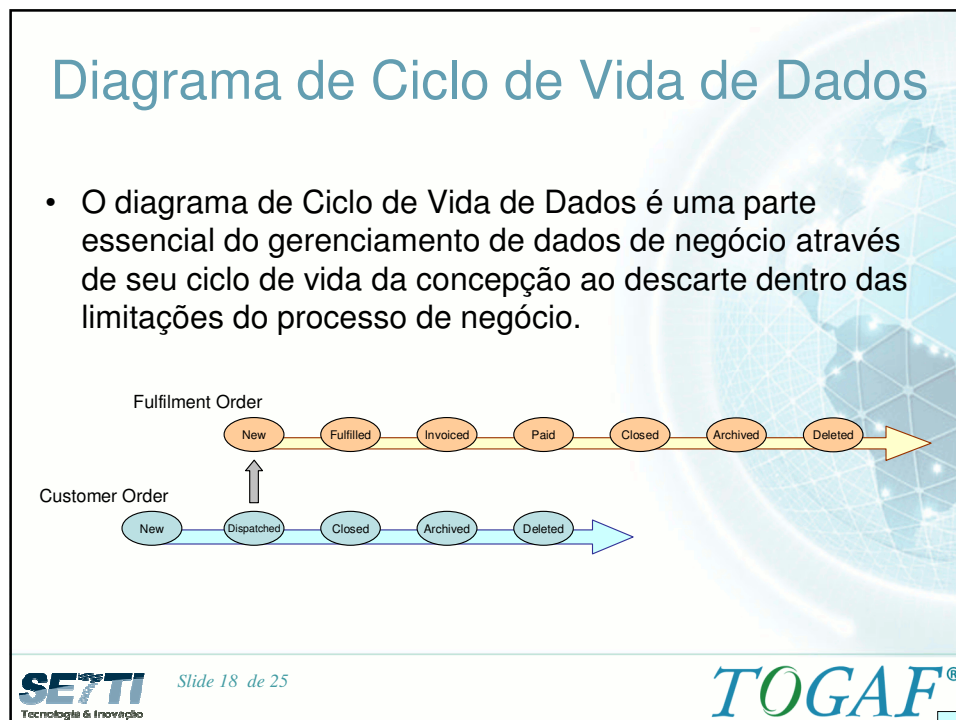 Diagrama de Ciclo de Vida de Dados
• O diagrama de Ciclo de Vida de Dados é uma parte
essencial do gerenciamento de dados de negócio através
de seu ciclo de vida da concepção ao descarte dentro das
limitações do processo de negócio.
Fulfilment Order
New Fulfilled Invoiced Paid Closed Archived Deleted
Customer Order
New Dispatched Closed Archived Deleted
SETTI
Tecnologia & Inovação
Slide 18 de 25
TOGAF®